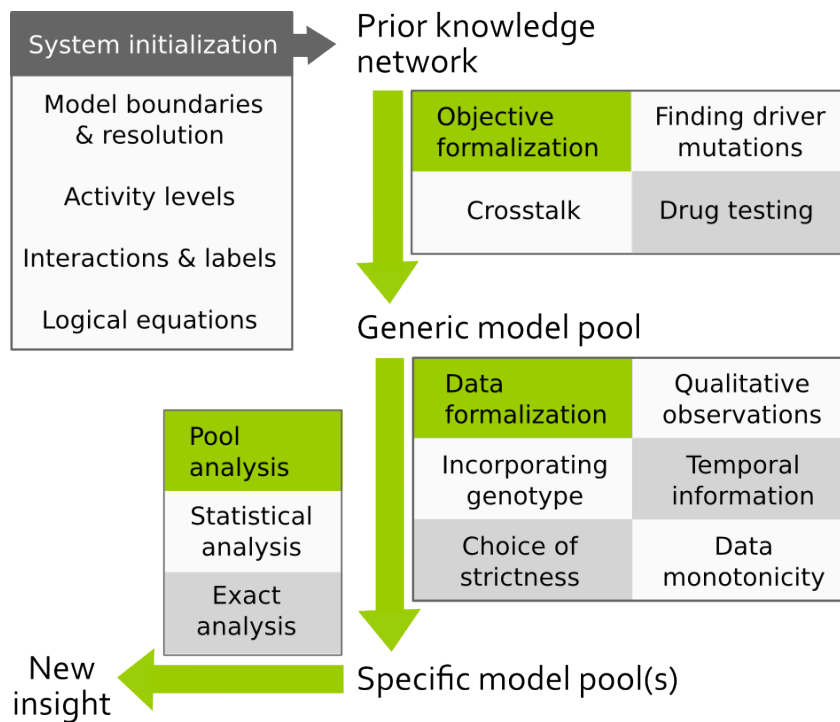 System initialization
Model boundaries
& resolution
Activity levels
Interactions & labels
Logical equations
Prior knowledge
network
Objective
formalization
Finding driver
mutations
Crosstalk
Drug testing
Generic model pool
Data
formalization
Qualitative
observations
Incorporating
genotype
Temporal
information
Choice of
strictness
Data
monotonicity
Specific model pool(s)
Pool
analysis
Statistical
analysis
Exact
analysis
New
insight